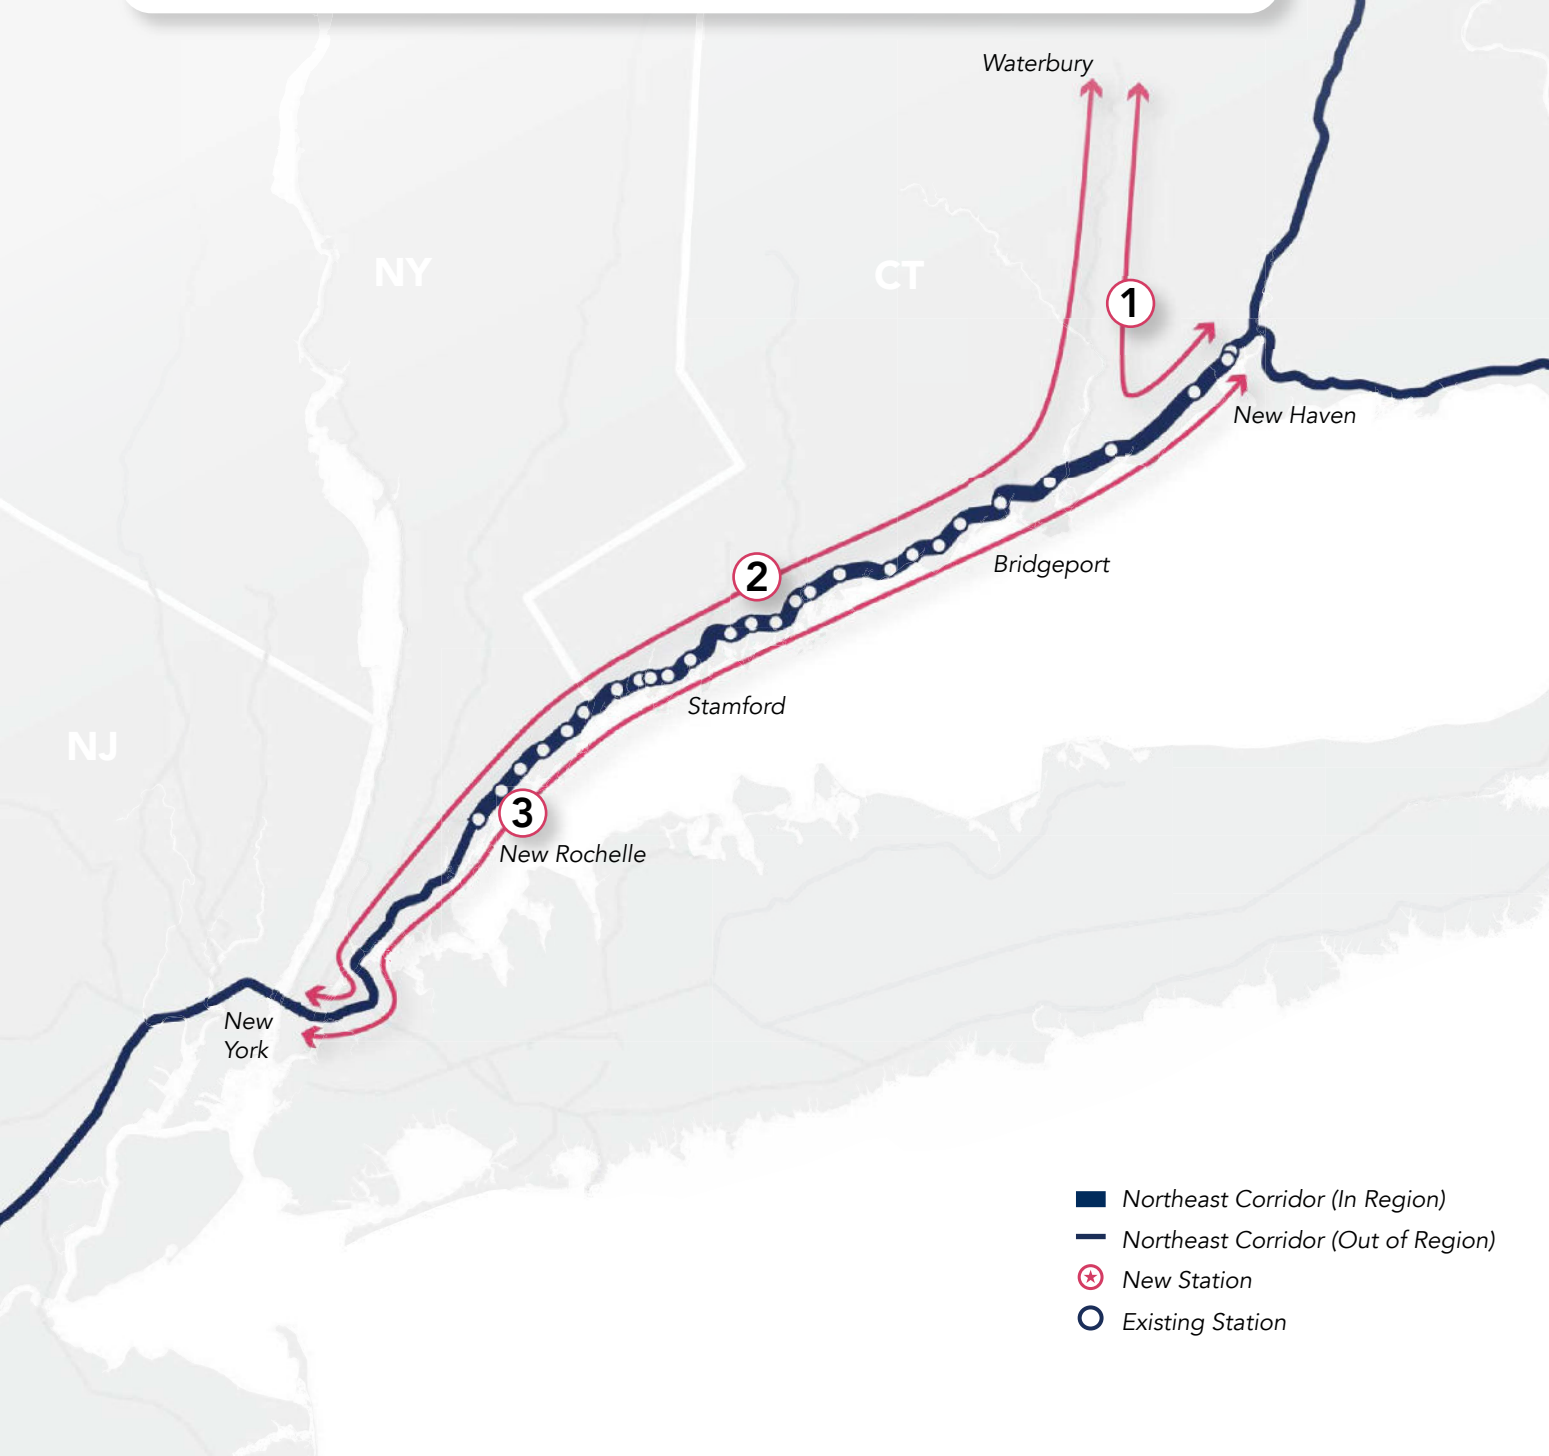 Waterbury
NY
CT
1
New Haven
2
Bridgeport
Stamford
NJ
3
New Rochelle
New
York
Northeast Corridor (In Region)
Northeast Corridor (Out of Region)
New Station
Existing Station